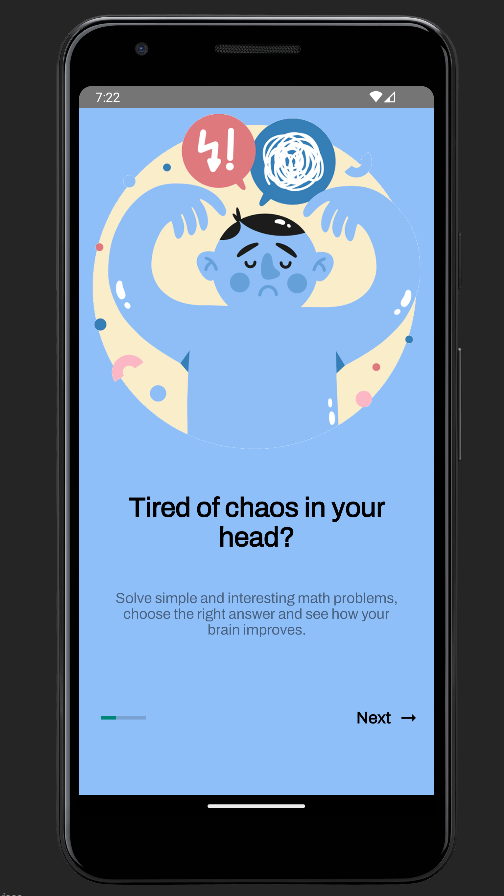 7:22
Tired of chaos in your
head?
Solve simple and interesting math problems,
choose the right answer and see how your
brain improves.
Next →